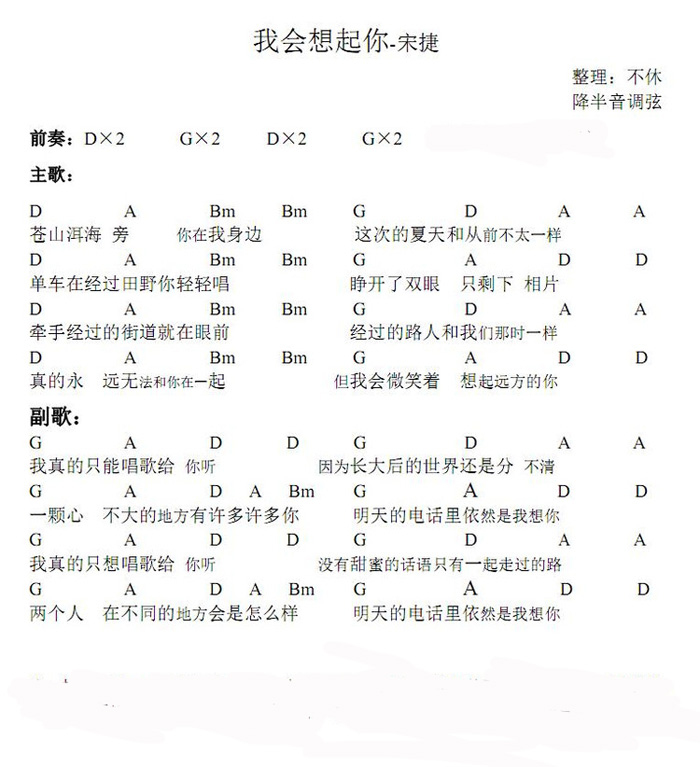 我会想起你-宋捷
整理：不休
降半音调弦
前奏：D×2 G×2 D×2 G×2
主歌：
D A Bm Bm G D A A
苍山洱海 旁 你在我身边 这次的夏天和从前不太一样
D A Bm Bm G A D D
单车在经过田野你轻轻唱 睁开了双眼 只剩下 相片
D A Bm Bm G D A A
牵手经过的街道就在眼前 经过的路人和我们那时一样
D A Bm Bm G A D D
真的永 远无法和你在一起 但我会微笑着 想起远方的你
副歌：
G A D D G D A A
我真的只能唱歌给 你听 因为长大后的世界还是分 不清
G A D A Bm G A D D
一颗心 不大的地方有许多许多你 明天的电话里依然是我想你
G A D D G D A A
我真的只想唱歌给 你听 没有甜蜜的话语只有一起走过的路
G A D A Bm G A D D
两个人 在不同的地方会是怎么样 明天的电话里依然是我想你